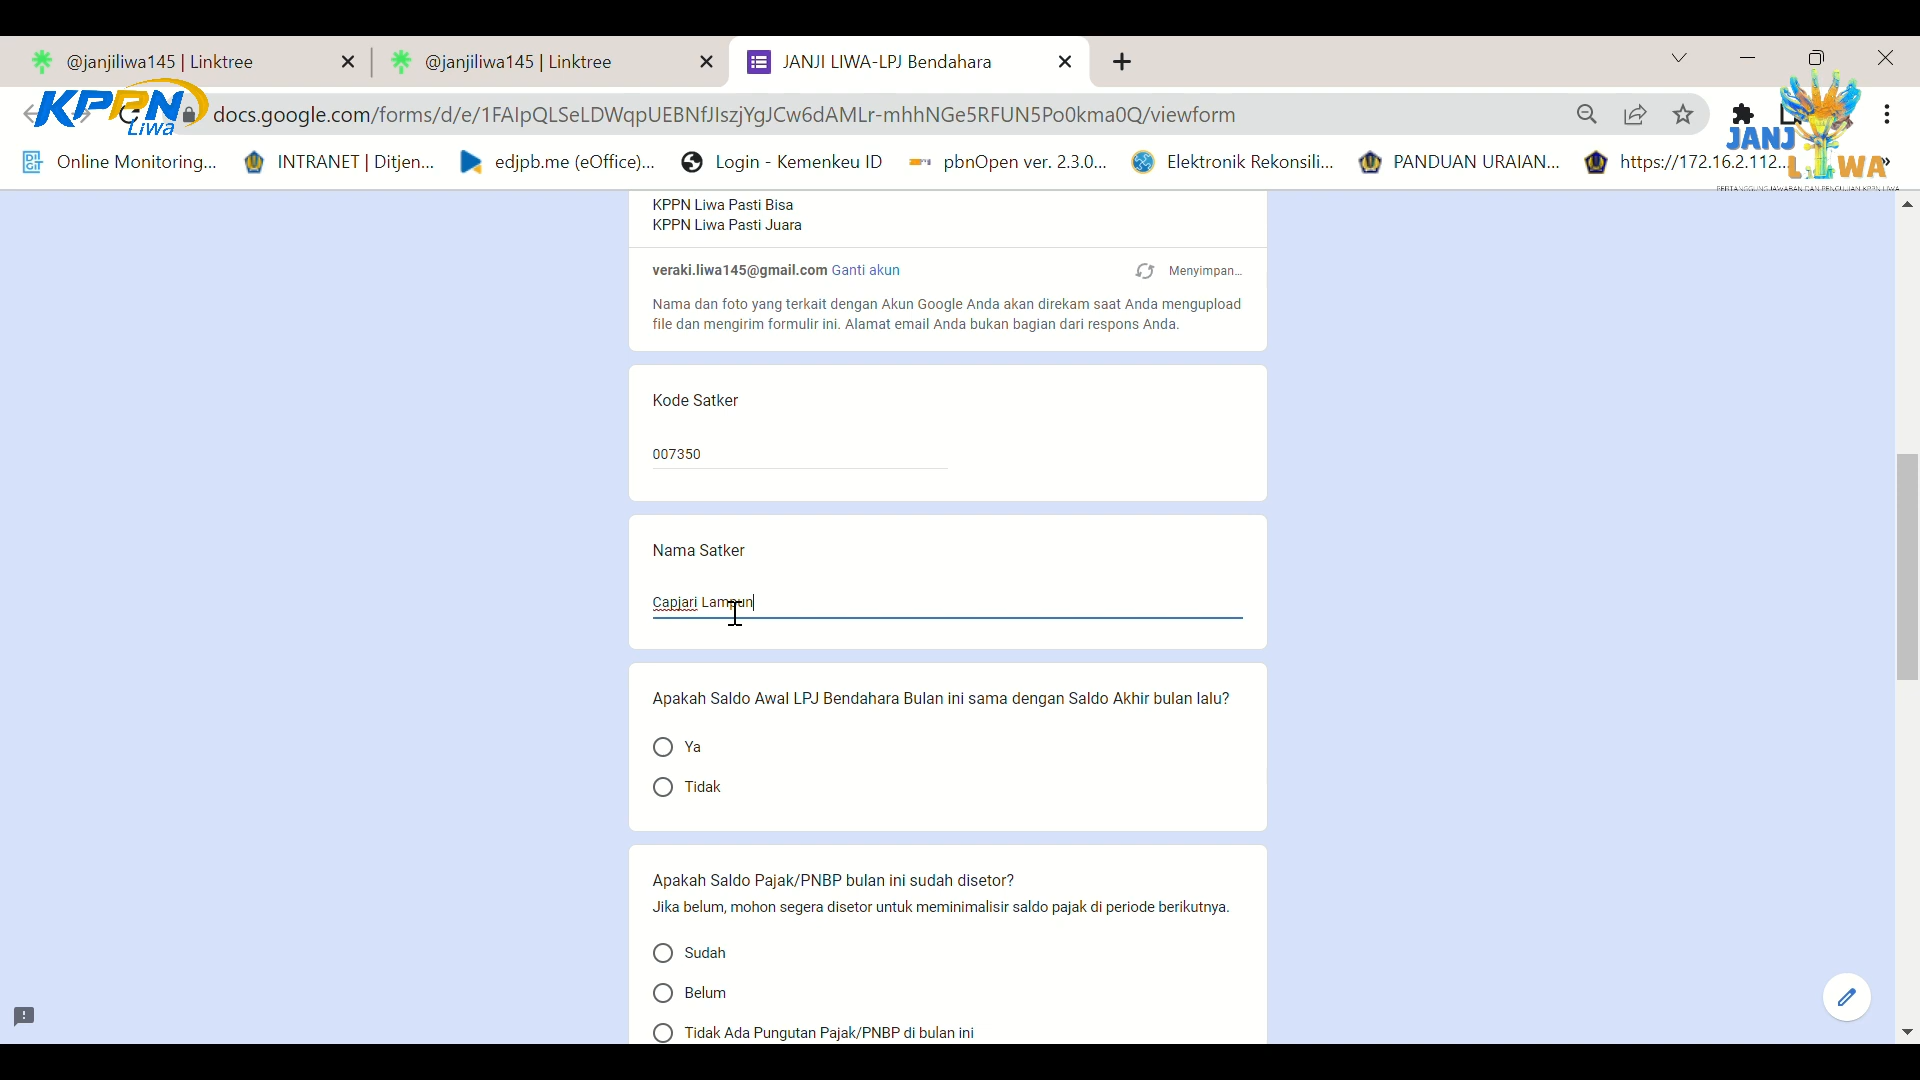 @janjiliwa145 | Linktree
@janjiliwa145 | Linktree
JANJI LIWA-LPJ Bendahara
KPPN
Liwa
docs.google.com/forms/d/e/1FAIpQLSeLDWqpUEBNfJIszjYgJCw6dAMLr-mhhNGe5RFUN5Po0kma0Q/viewform
JANJI
LIWA
PERTANGGUNGJAWABAN DAN PENGUJIAN KPPN LIWA
Online Monitoring...
INTRANET | Ditjen...
edjpb.me (eOffice)...
Login - Kemenkeu ID
pbnOpen ver. 2.3.0...
Elektronik Rekonsili...
PANDUAN URAIAN...
https://172.16.2.112...
KPPN Liwa Pasti Bisa
KPPN Liwa Pasti Juara
veraki.liwa145@gmail.com Ganti akun
Menyimpan...
Nama dan foto yang terkait dengan Akun Google Anda akan direkam saat Anda mengupload
file dan mengirim formulir ini. Alamat email Anda bukan bagian dari respons Anda.
Kode Satker
007350
Nama Satker
Capjari Lampun
Apakah Saldo Awal LPJ Bendahara Bulan ini sama dengan Saldo Akhir bulan lalu?
Ya
Tidak
Apakah Saldo Pajak/PNBP bulan ini sudah disetor?
Jika belum, mohon segera disetor untuk meminimalisir saldo pajak di periode berikutnya.
Sudah
Belum
Tidak Ada Pungutan Pajak/PNBP di bulan ini